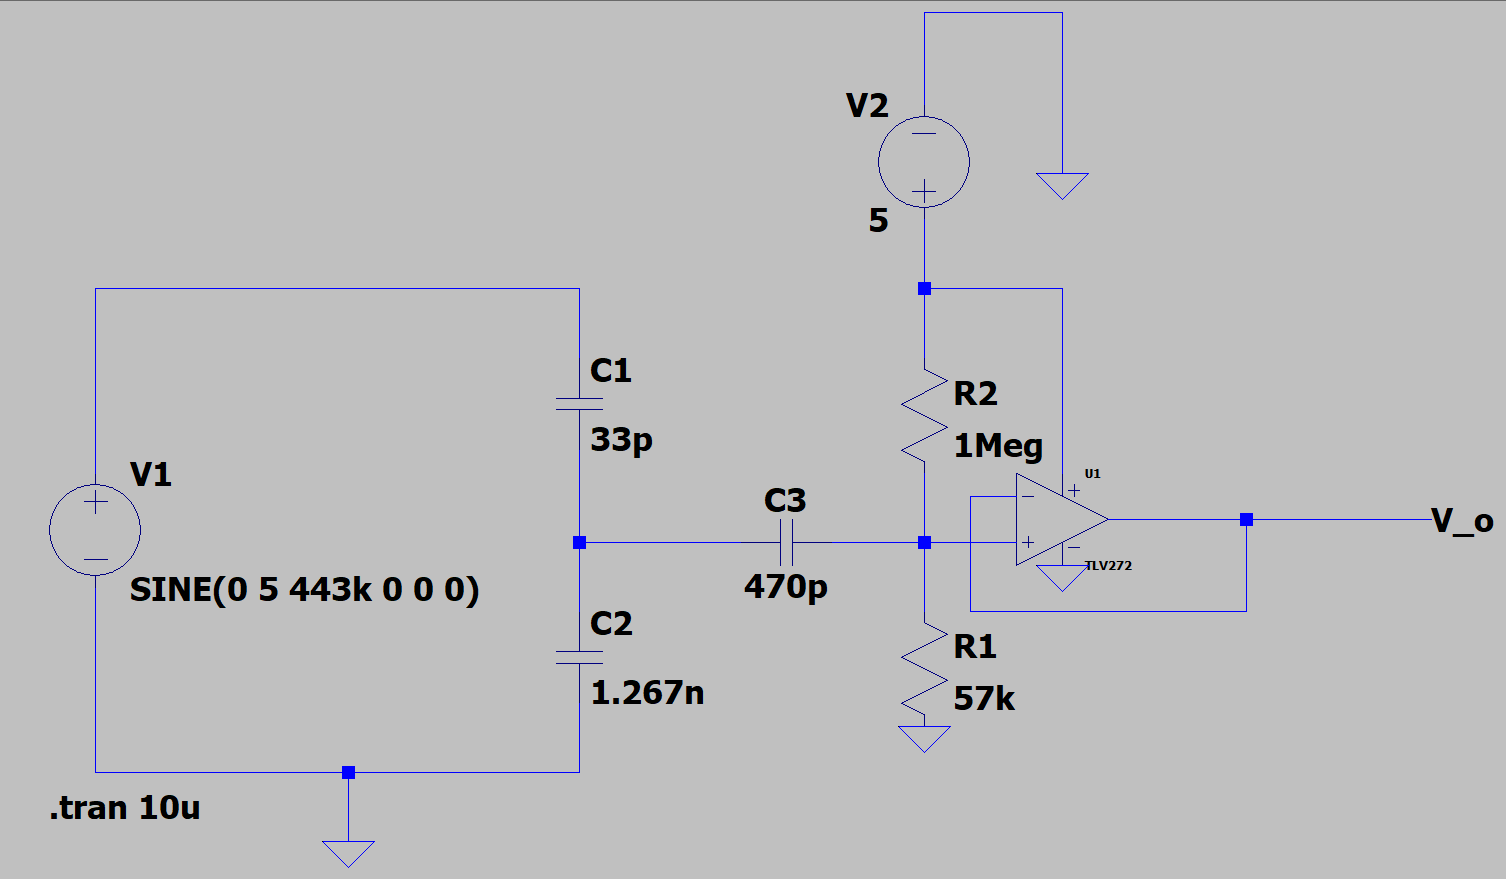 V2
5
C1
33p
R2
1Meg
V1
SINE(0 5 443k 0 0 0)
C3
470p
U1
TLV272
V_o
C2
1.267n
R1
57k
.tran 10u